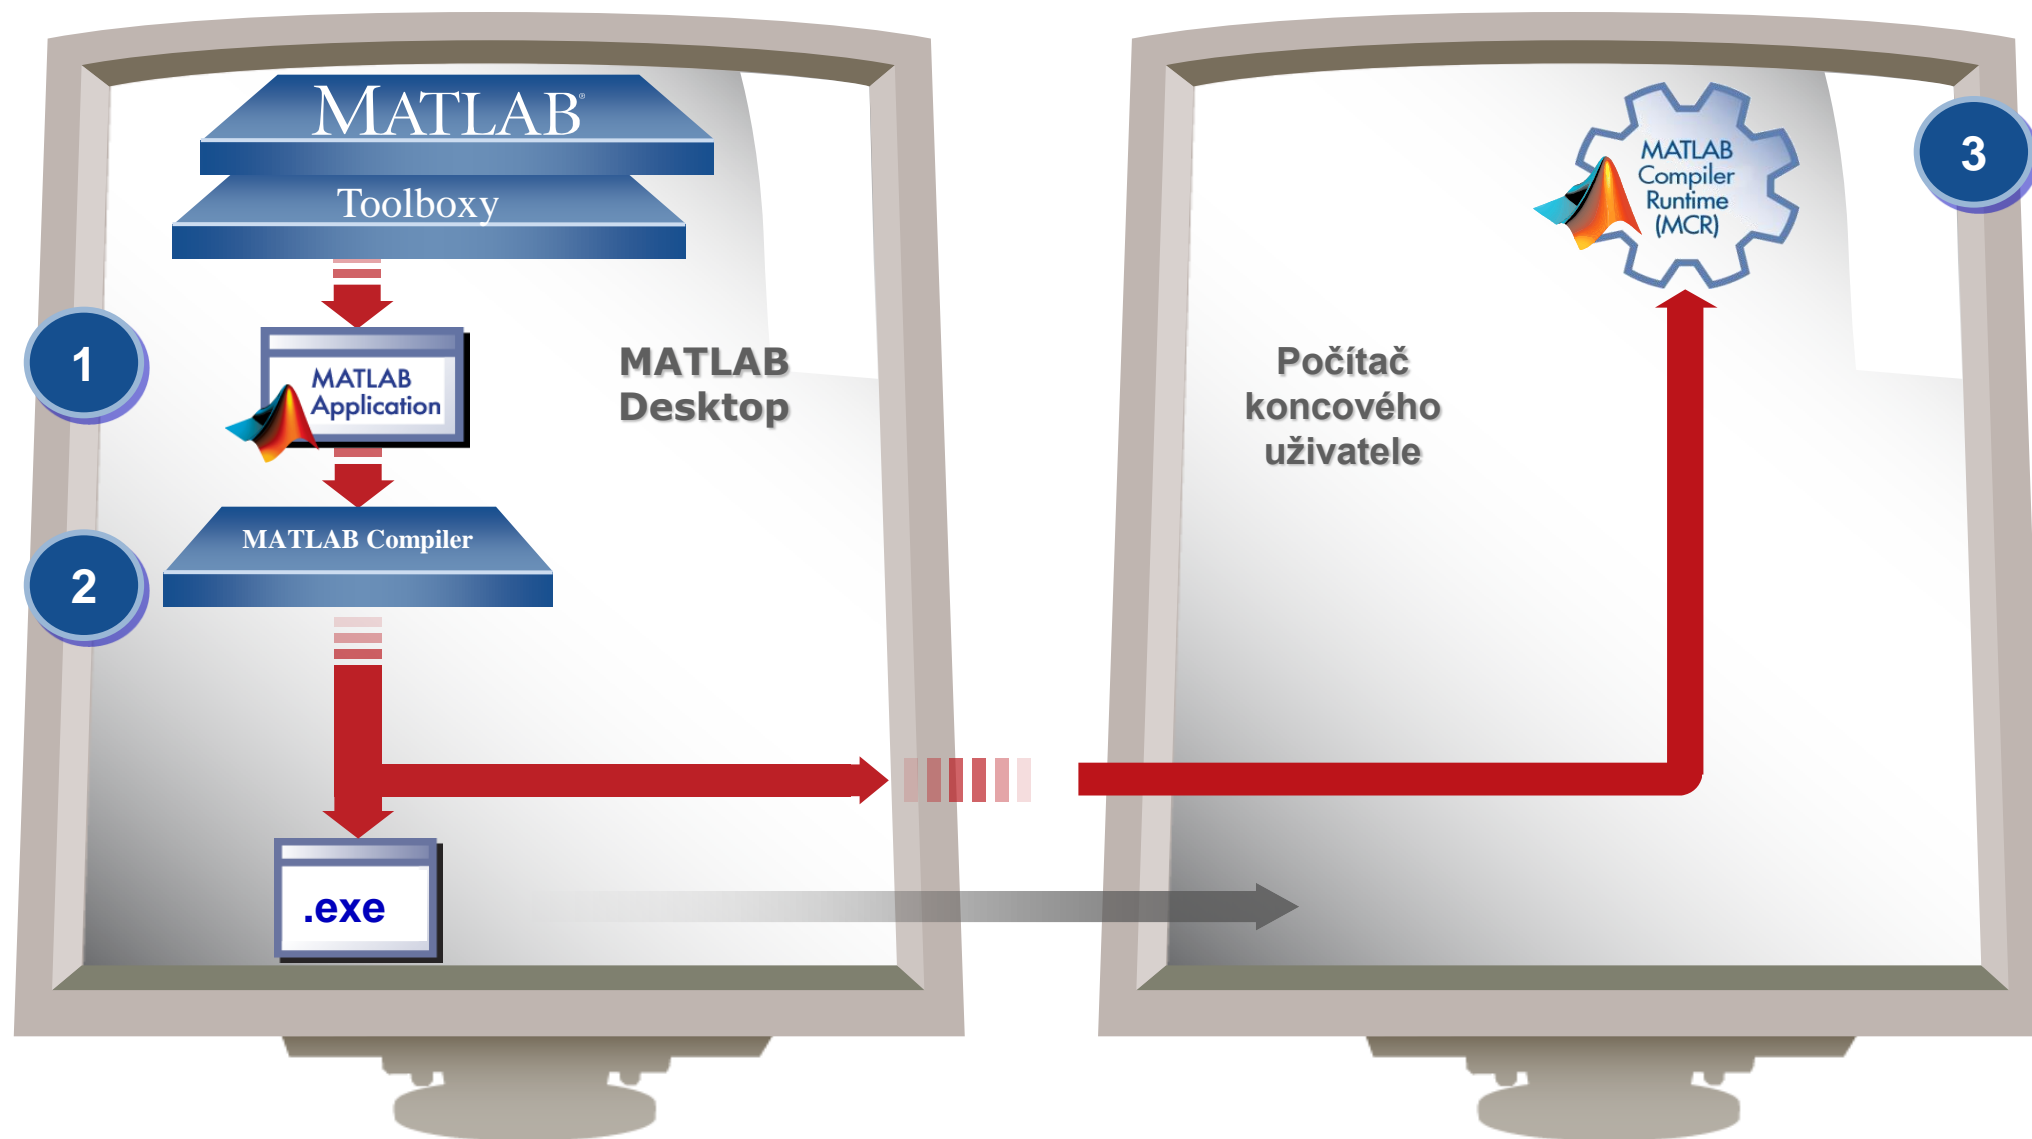 MATLAB®
Toolboxy
1
MATLAB
Application
MATLAB
Desktop
2
MATLAB Compiler
.exe
MATLAB
Compiler
Runtime
(MCR)
3
Počítač
koncového
uživatele